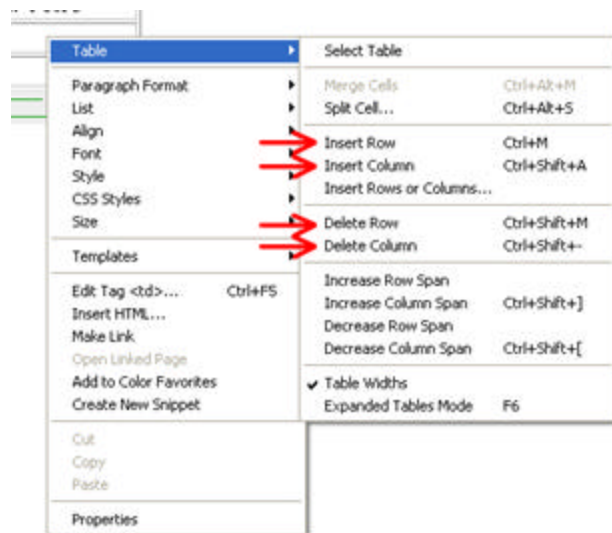 Table
Paragraph Format
List
Align
Font
Style
CSS Styles
Size
Templates
Edit Tag <td>... Ctrl+F5
Insert HTML...
Make Link
Open Linked Page
Add to Color Favorites
Create New Snippet
Cut
Copy
Paste
Properties
Select Table
Merge Cells Ctrl+Alt+M
Split Cell... Ctrl+Alt+S
Insert Row Ctrl+M
Insert Column Ctrl+Shift+A
Insert Rows or Columns...
Delete Row Ctrl+Shift+M
Delete Column Ctrl+Shift+-
Increase Row Span
Increase Column Span Ctrl+Shift+]
Decrease Row Span
Decrease Column Span Ctrl+Shift+[
Table Widths
Expanded Tables Mode F6